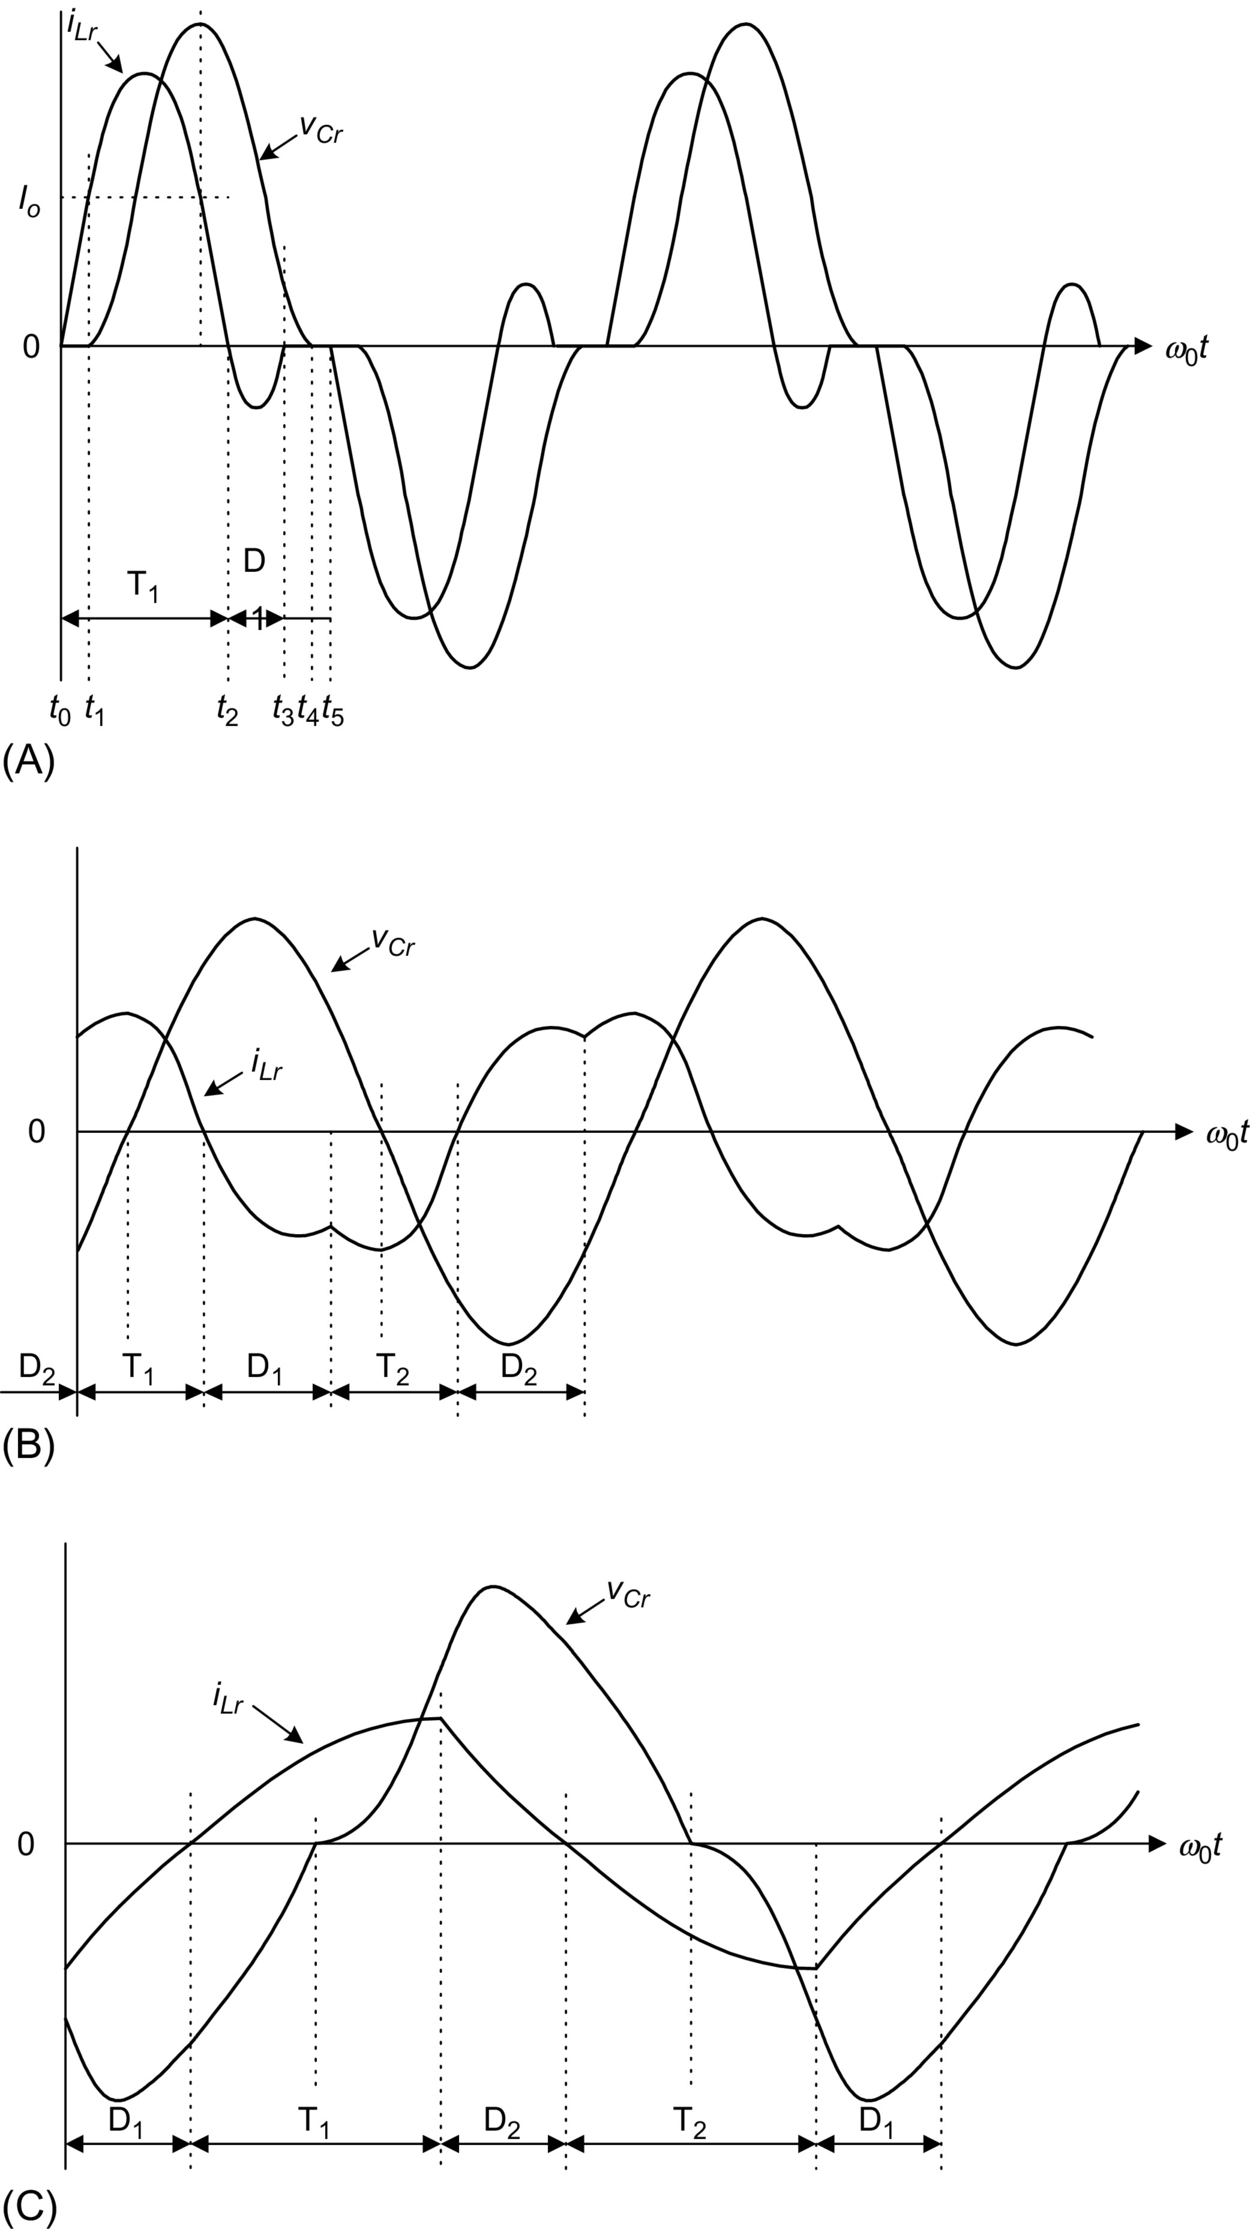 iLr
vCr
Io
0
ω0t
D
T1
1
t0 t1 t2 t3 t4 t5
(A)
vCr
iLr
0
ω0t
D2 T1 D1 T2 D2
(B)
vCr
iLr
0
ω0t
D1 T1 D2 T2 D1
(C)